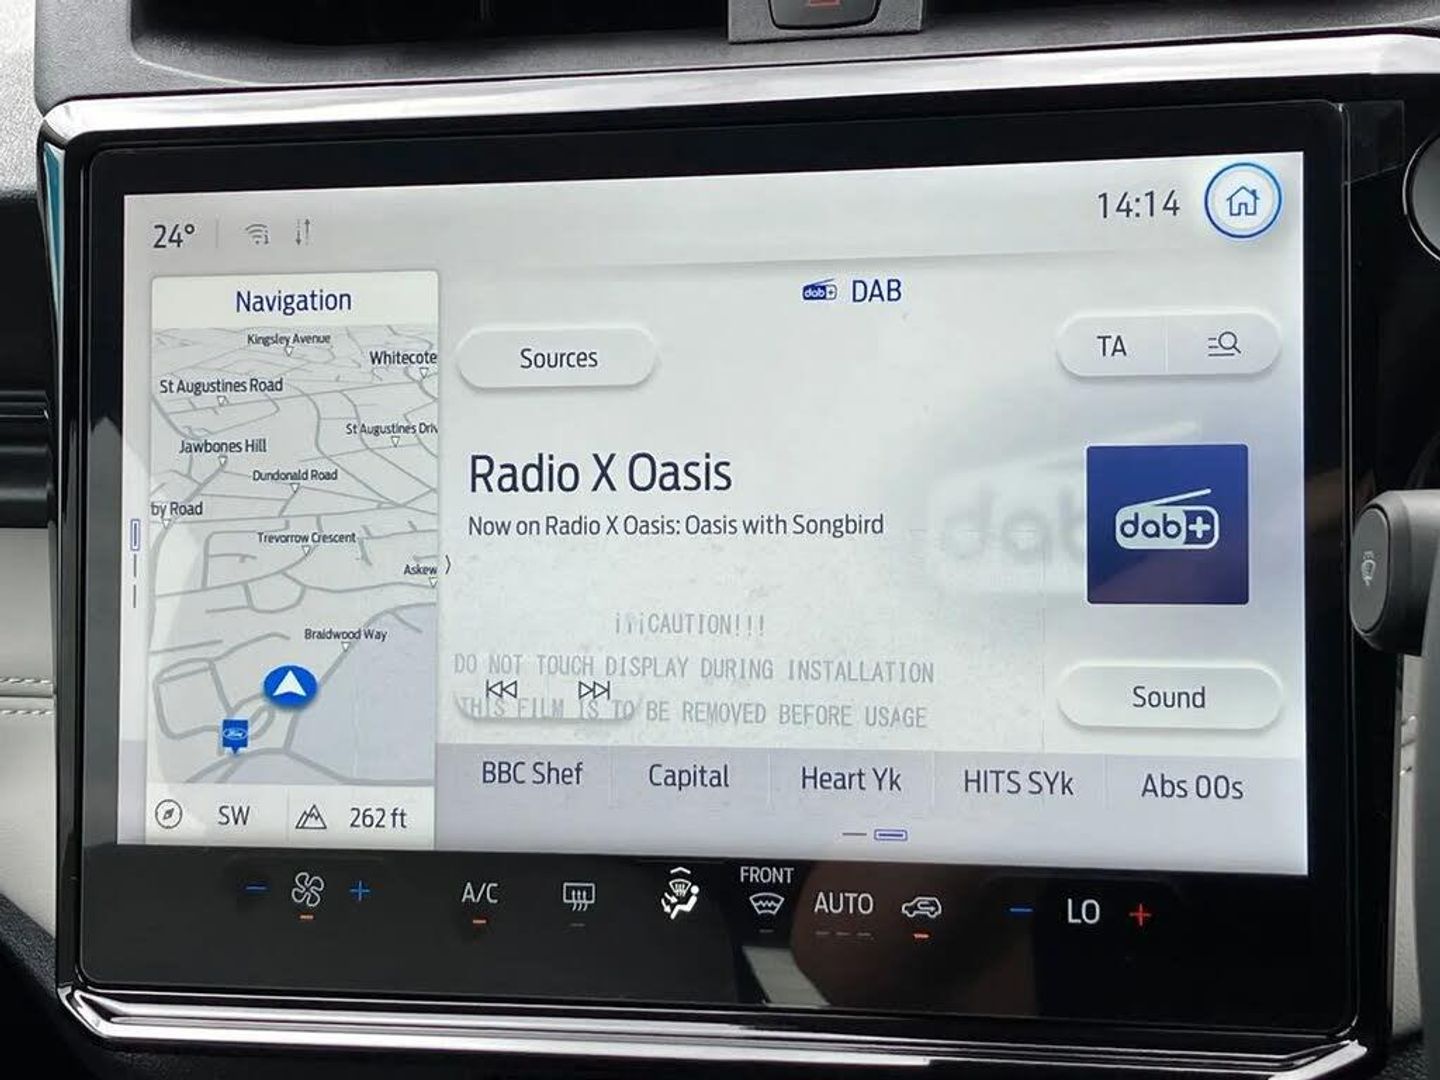 24°
14:14
Navigation
Kingsley Avenue
Whitecote
St Augustines Road
St Augustines Driv
Jawbones Hill
Dundonald Road
by Road
Trevorrow Crescent
Askew
Braidwood Way
Ford
SW
262 ft
dab+ DAB
Sources
TA
Radio X Oasis
Now on Radio X Oasis: Oasis with Songbird
dab+
dab
¡¡¡CAUTION!!!
DO NOT TOUCH DISPLAY DURING INSTALLATION
THIS FILM IS TO BE REMOVED BEFORE USAGE
Sound
BBC Shef
Capital
Heart Yk
HITS SYk
Abs 00s
A/C
FRONT
AUTO
LO